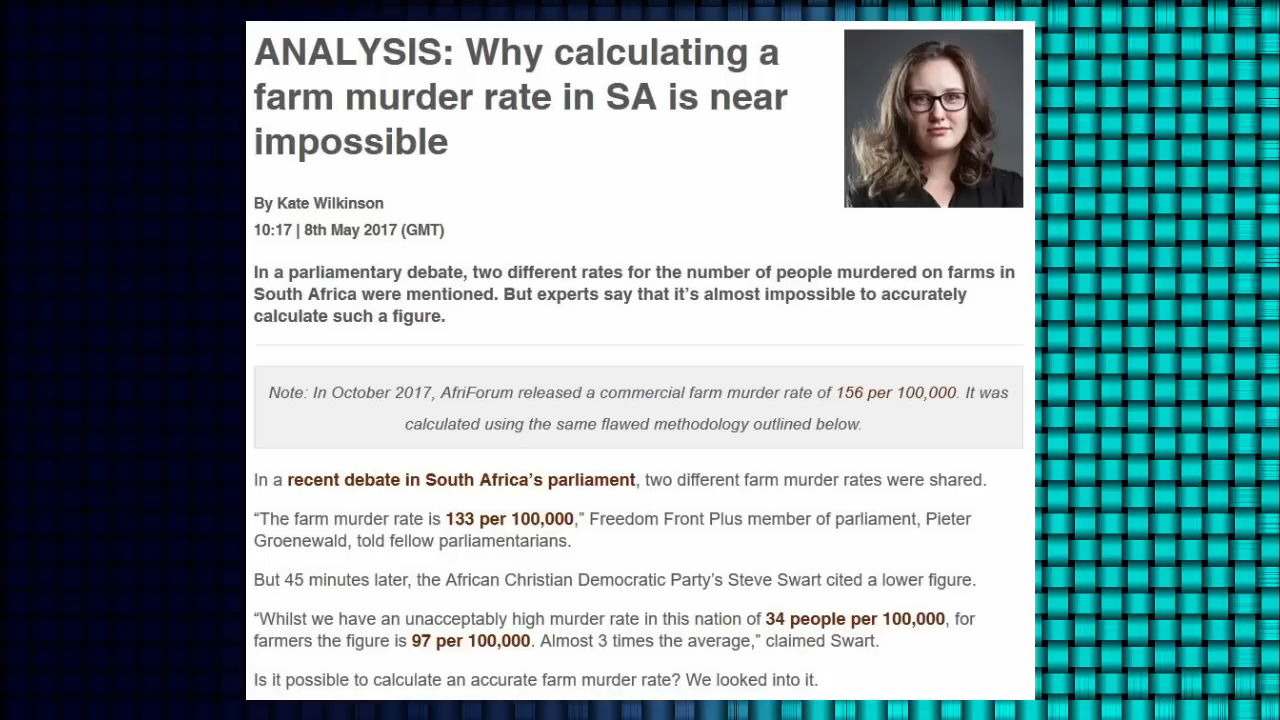 ANALYSIS: Why calculating a
farm murder rate in SA is near
impossible
By Kate Wilkinson
10:17 | 8th May 2017 (GMT)
In a parliamentary debate, two different rates for the number of people murdered on farms in
South Africa were mentioned. But experts say that it’s almost impossible to accurately
calculate such a figure.
Note: In October 2017, AfriForum released a commercial farm murder rate of 156 per 100,000. It was
calculated using the same flawed methodology outlined below.
In a recent debate in South Africa’s parliament, two different farm murder rates were shared.
“The farm murder rate is 133 per 100,000,” Freedom Front Plus member of parliament, Pieter
Groenewald, told fellow parliamentarians.
But 45 minutes later, the African Christian Democratic Party’s Steve Swart cited a lower figure.
“Whilst we have an unacceptably high murder rate in this nation of 34 people per 100,000, for
farmers the figure is 97 per 100,000. Almost 3 times the average,” claimed Swart.
Is it possible to calculate an accurate farm murder rate? We looked into it.